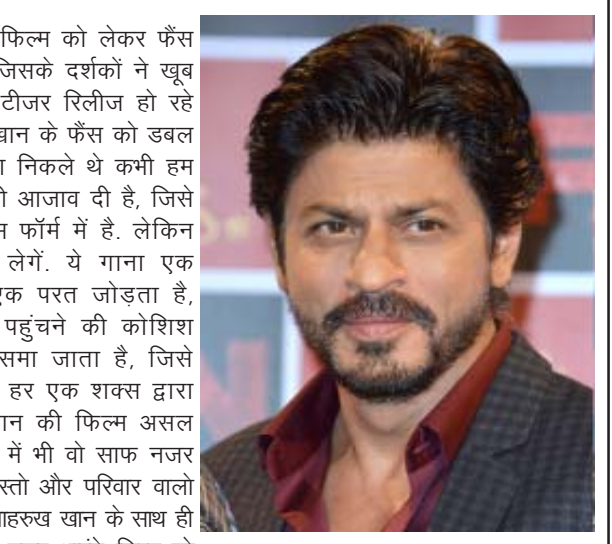 फिल्म को लेकर फैंस
जिसके दर्शकों ने खूब
टीजर रिलीज हो रहे
खान के फैंस को डबल
निकले थे कभी हम
आजाव दी है, जिसे
फॉर्म में है. लेकिन
लेगें. ये गाना एक
एक परत जोड़ता है,
पहुंचने की कोशिश
समा जाता है, जिसे
हर एक शक्स द्वारा
की फिल्म असल
में भी वो साफ नजर
और परिवार वालो
शाहरुख खान के साथ ही